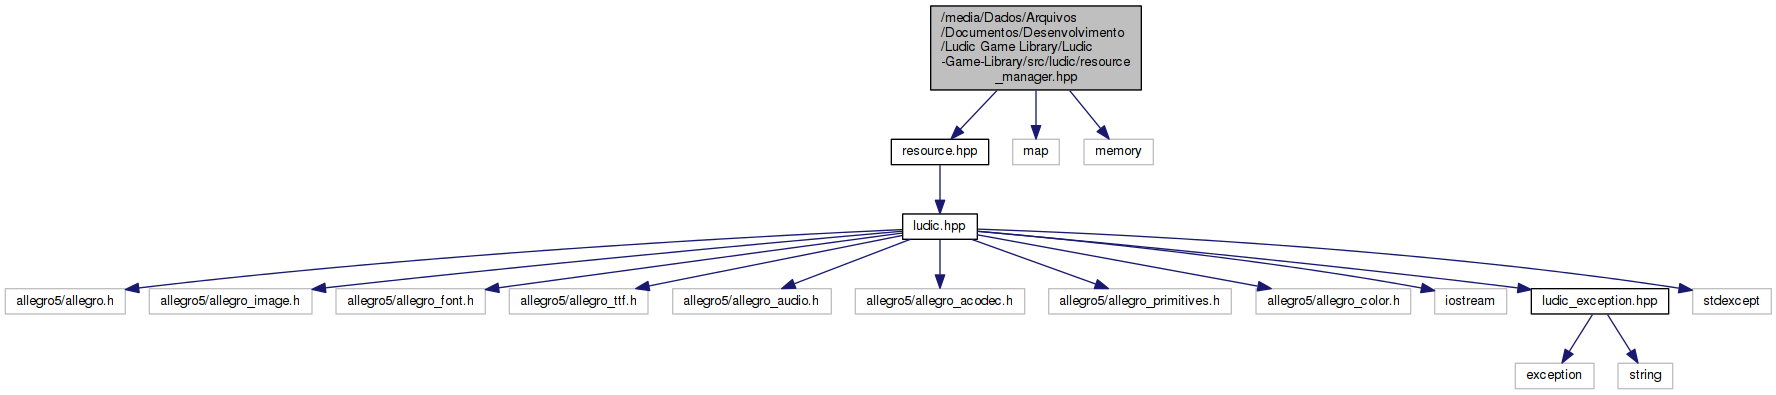 /media/Dados/Arquivos
/Documentos/Desenvolvimento
/Ludic Game Library/Ludic
-Game-Library/src/ludic/resource
_manager.hpp
resource.hpp
map
memory
ludic.hpp
allegro5/allegro.h
allegro5/allegro_image.h
allegro5/allegro_font.h
allegro5/allegro_ttf.h
allegro5/allegro_audio.h
allegro5/allegro_acodec.h
allegro5/allegro_primitives.h
allegro5/allegro_color.h
iostream
ludic_exception.hpp
stdexcept
exception
string